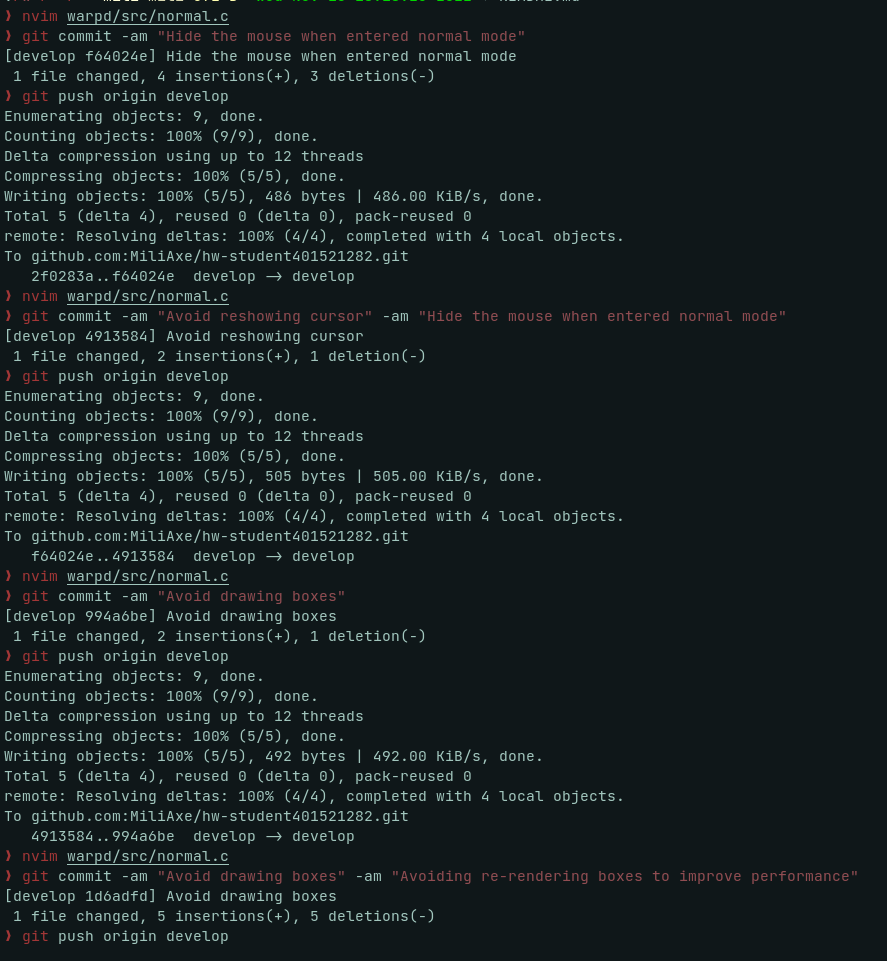 ❯ nvim warpd/src/normal.c
❯ git commit -am "Hide the mouse when entered normal mode"
[develop f64024e] Hide the mouse when entered normal mode
 1 file changed, 4 insertions(+), 3 deletions(-)
❯ git push origin develop
Enumerating objects: 9, done.
Counting objects: 100% (9/9), done.
Delta compression using up to 12 threads
Compressing objects: 100% (5/5), done.
Writing objects: 100% (5/5), 486 bytes | 486.00 KiB/s, done.
Total 5 (delta 4), reused 0 (delta 0), pack-reused 0
remote: Resolving deltas: 100% (4/4), completed with 4 local objects.
To github.com:MiliAxe/hw-student401521282.git
   2f0283a..f64024e  develop -> develop
❯ nvim warpd/src/normal.c
❯ git commit -am "Avoid reshowing cursor" -am "Hide the mouse when entered normal mode"
[develop 4913584] Avoid reshowing cursor
 1 file changed, 2 insertions(+), 1 deletion(-)
❯ git push origin develop
Enumerating objects: 9, done.
Counting objects: 100% (9/9), done.
Delta compression using up to 12 threads
Compressing objects: 100% (5/5), done.
Writing objects: 100% (5/5), 505 bytes | 505.00 KiB/s, done.
Total 5 (delta 4), reused 0 (delta 0), pack-reused 0
remote: Resolving deltas: 100% (4/4), completed with 4 local objects.
To github.com:MiliAxe/hw-student401521282.git
   f64024e..4913584  develop -> develop
❯ nvim warpd/src/normal.c
❯ git commit -am "Avoid drawing boxes"
[develop 994a6be] Avoid drawing boxes
 1 file changed, 2 insertions(+), 1 deletion(-)
❯ git push origin develop
Enumerating objects: 9, done.
Counting objects: 100% (9/9), done.
Delta compression using up to 12 threads
Compressing objects: 100% (5/5), done.
Writing objects: 100% (5/5), 492 bytes | 492.00 KiB/s, done.
Total 5 (delta 4), reused 0 (delta 0), pack-reused 0
remote: Resolving deltas: 100% (4/4), completed with 4 local objects.
To github.com:MiliAxe/hw-student401521282.git
   4913584..994a6be  develop -> develop
❯ nvim warpd/src/normal.c
❯ git commit -am "Avoid drawing boxes" -am "Avoiding re-rendering boxes to improve performance"
[develop 1d6adfd] Avoid drawing boxes
 1 file changed, 5 insertions(+), 5 deletions(-)
❯ git push origin develop